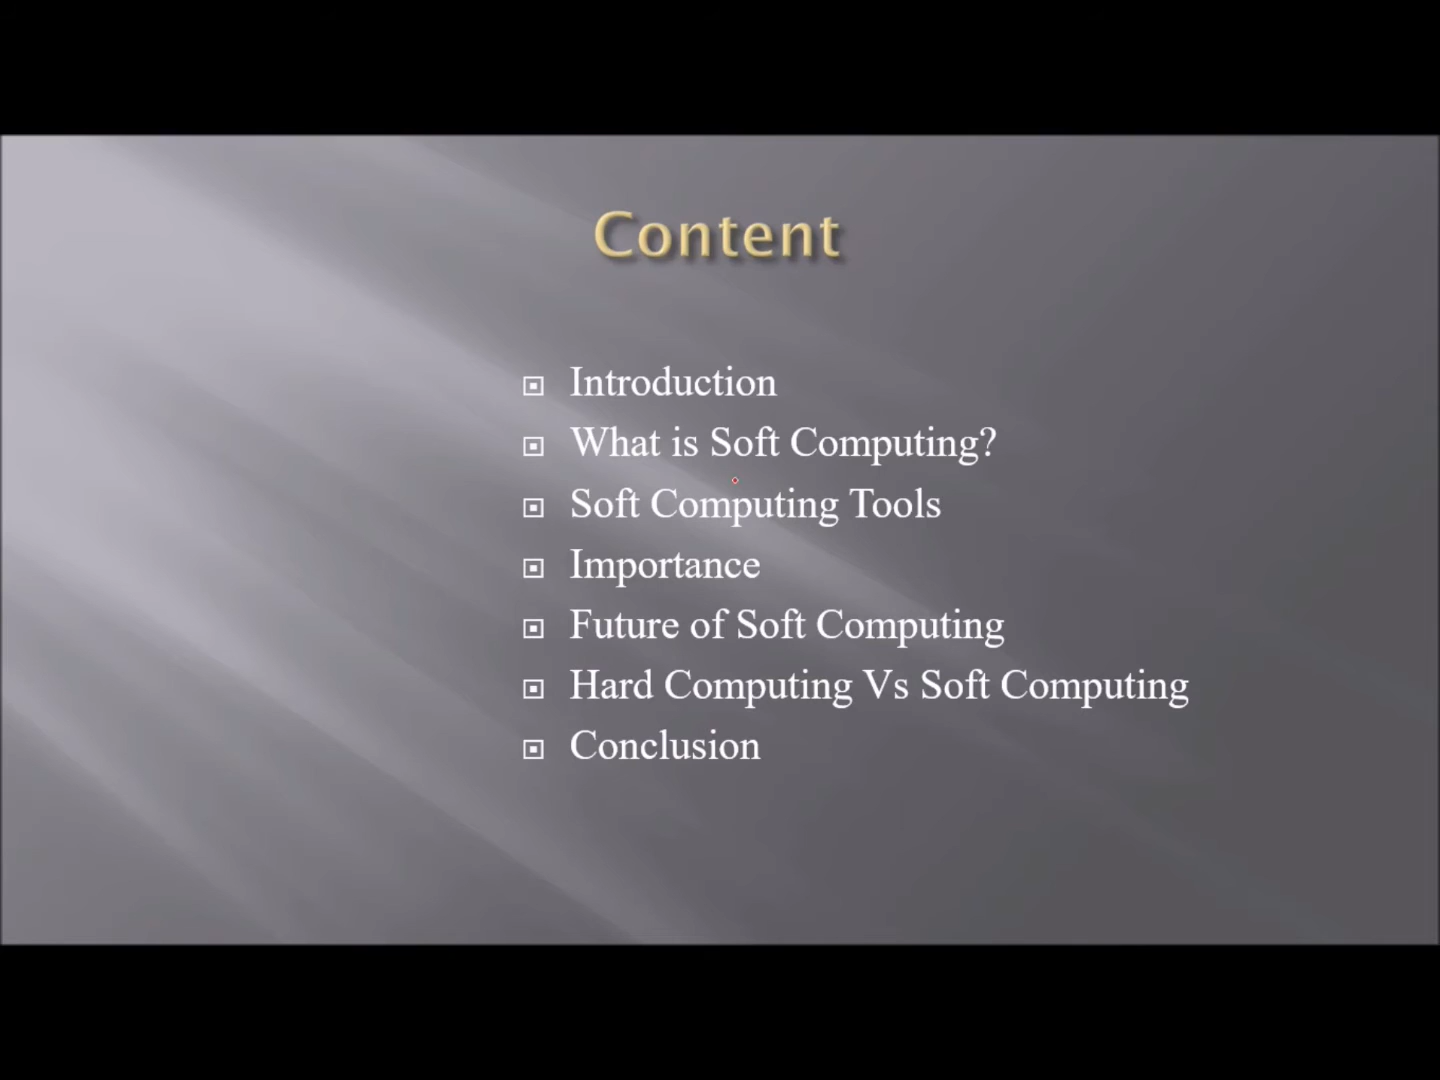 Content
Introduction
What is Soft Computing?
Soft Computing Tools
Importance
Future of Soft Computing
Hard Computing Vs Soft Computing
Conclusion